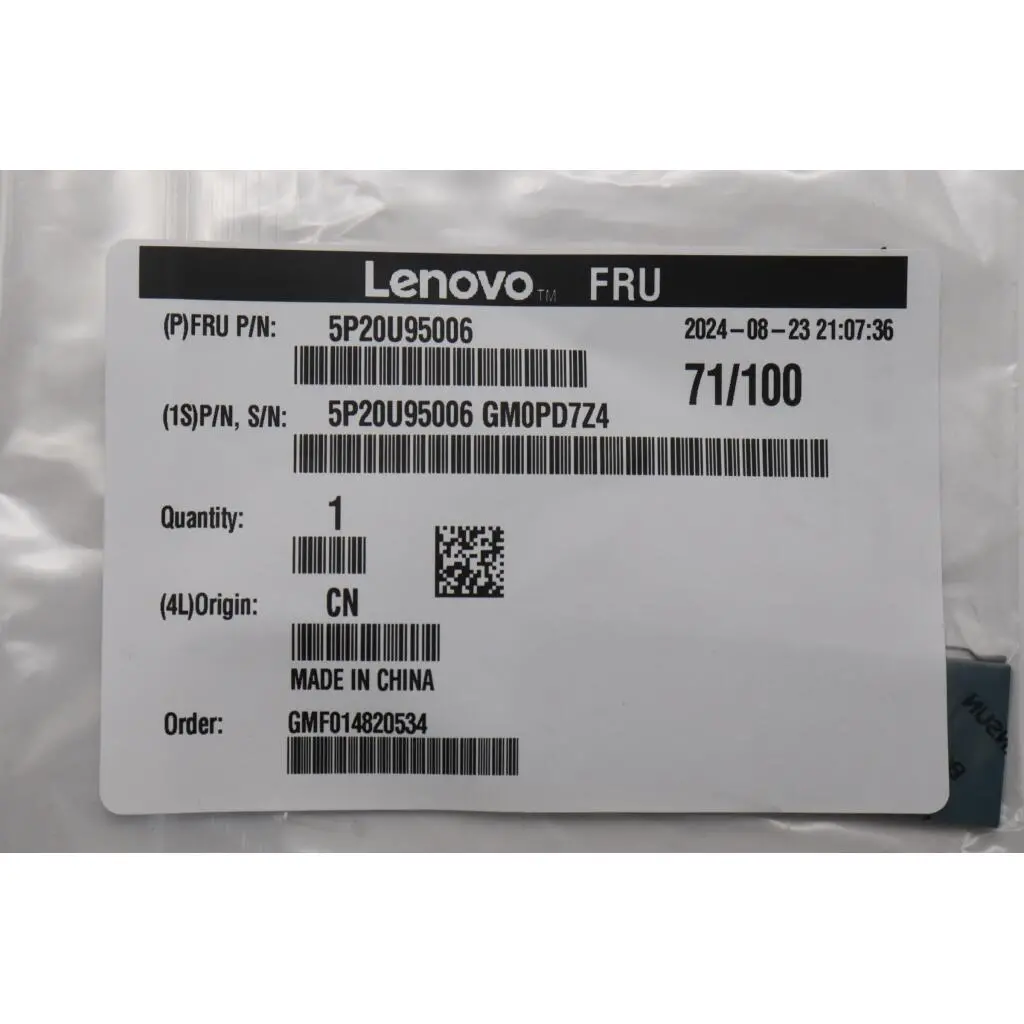 Lenovo™ FRU
(P)FRU P/N: 5P20U95006 2024-08-23 21:07:36
71/100
(1S)P/N, S/N: 5P20U95006 GM0PD7Z4
Quantity: 1
(4L)Origin: CN
MADE IN CHINA
Order: GMF014820534